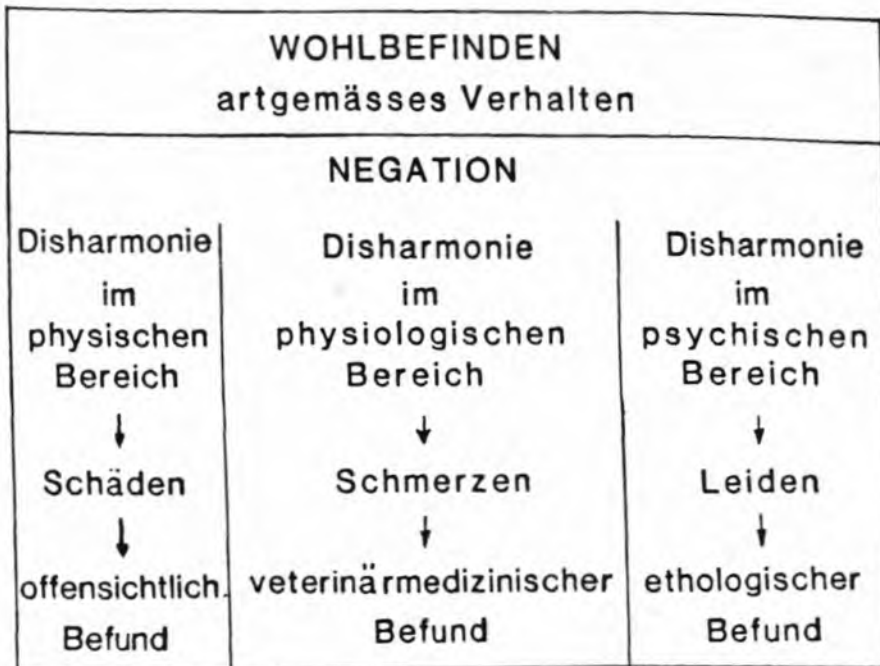 WOHLBEFINDEN
artgemässes Verhalten
NEGATION
Disharmonie
im
physischen
Bereich
Schäden
offensichtlich.
Befund
Disharmonie
im
physiologischen
Bereich
Schmerzen
veterinärmedizinischer
Befund
Disharmonie
im
psychischen
Bereich
Leiden
ethologischer
Befund